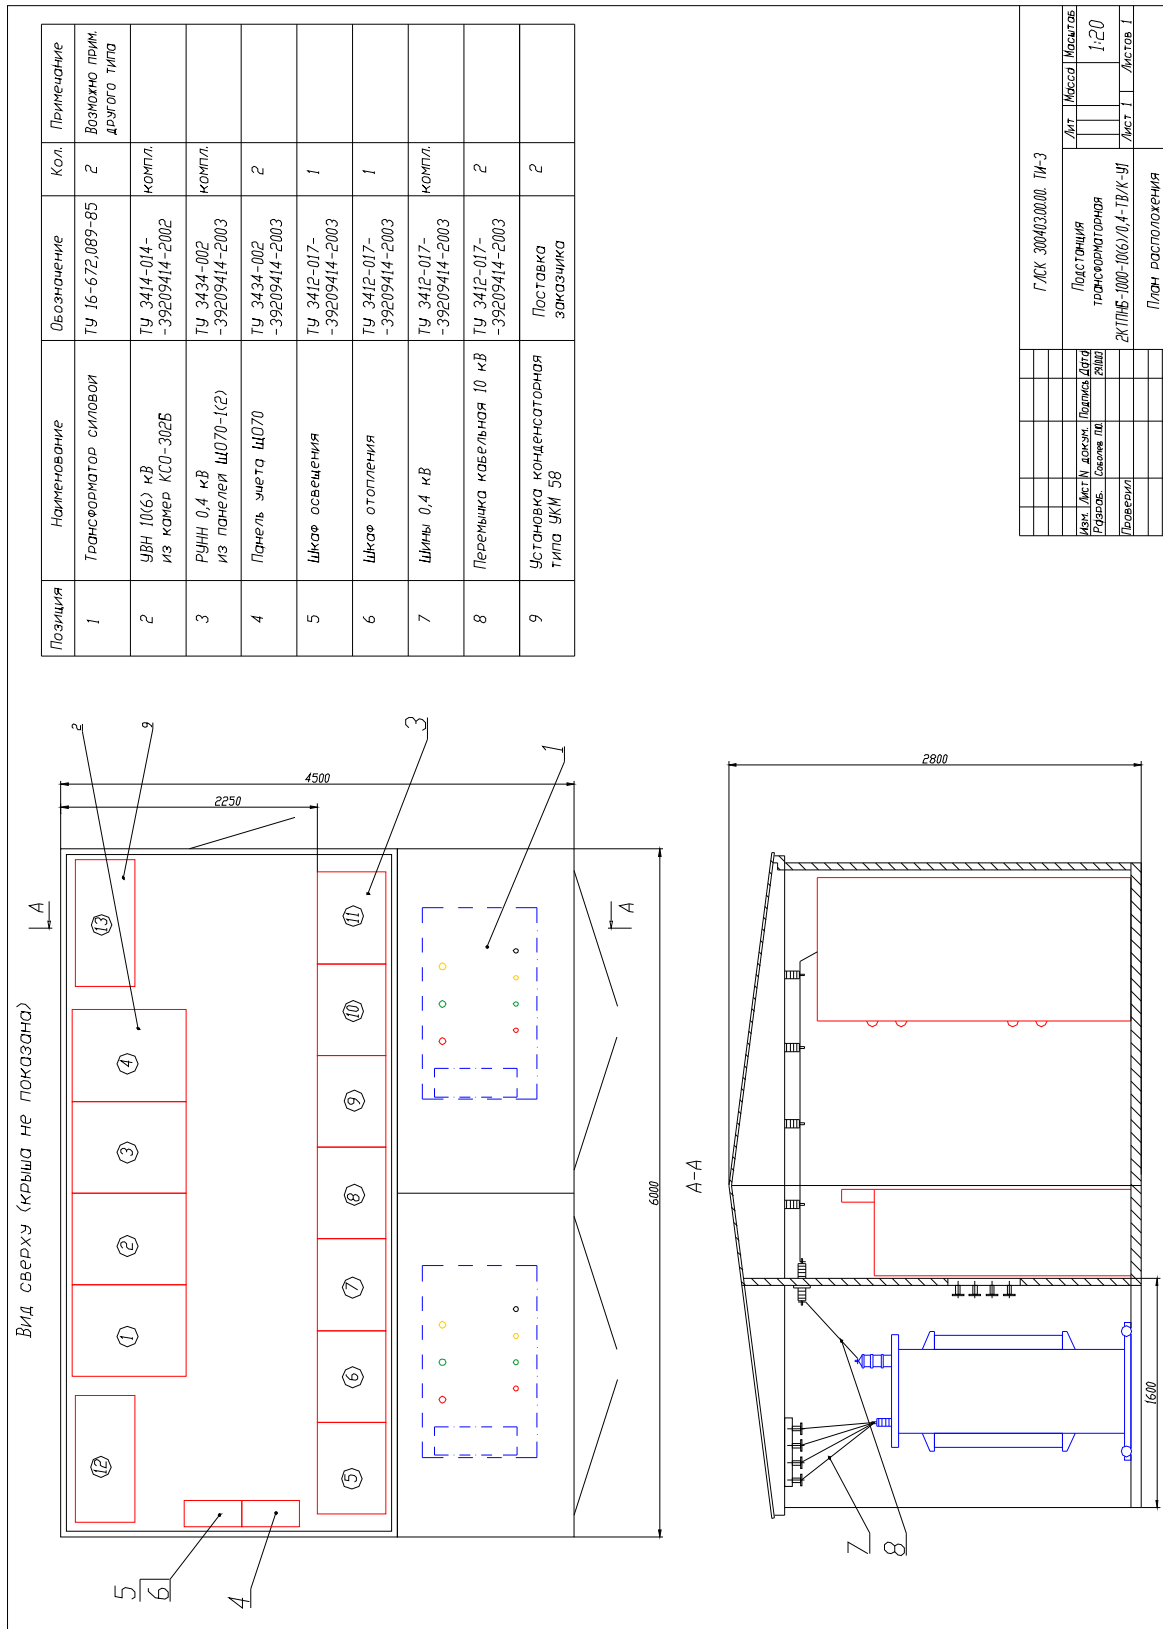 Вид сверху (крыша не показана)
А
А
4500
2250
6000
1
2
3
4
5
6
7
8
9
10
11
12
13
2
9
3
1
5
6
4
А-А
2800
1600
7
8
Позиция Наименование Обозначение Кол. Примечание
1 Трансформатор силовой ТУ 16-672,089-85 2 Возможно прим.
другого типа
2 УВН 10(6) кВ ТУ 3414-014- компл.
из камер КСО-302Б -39209414-2002
3 РУНН 0,4 кВ ТУ 3434-002 компл.
из панелей ЩО70-1(2) -39209414-2003
4 Панель учета ЩО70 ТУ 3434-002 2
-39209414-2003
5 Шкаф освещения ТУ 3412-017- 1
-39209414-2003
6 Шкаф отопления ТУ 3412-017- 1
-39209414-2003
7 Шины 0,4 кВ ТУ 3412-017- компл.
-39209414-2003
8 Перемычка кабельная 10 кВ ТУ 3412-017- 2
-39209414-2003
9 Установка конденсаторная Поставка 2
типа УКМ 58 заказчика
ГЛСК 300403.00.00. ТИ-3
Изм. Лист N докум. Подпись Дата
Разраб. Соболев
Проверил
Подстанция
трансформаторная
2КТПНБ-1000-10(6)/0,4-ТВ/К-У1
План расположения
Лит Масса Масштаб
1:20
Лист 1 Листов 1